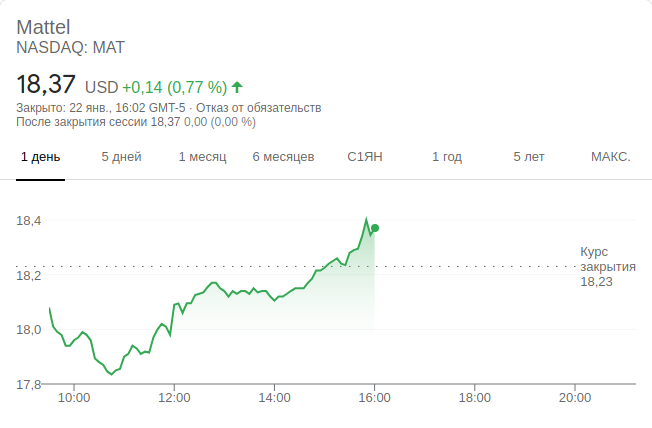 Mattel
NASDAQ: MAT
18,37 USD +0,14 (0,77 %)
Закрыто: 22 янв., 16:02 GMT-5 · Отказ от обязательств
После закрытия сессии 18,37 0,00 (0,00 %)
1 день 5 дней 1 месяц 6 месяцев С1ЯН 1 год 5 лет МАКС.
18,4
Курс
закрытия
18,23
18,2
18,0
17,8
10:00 12:00 14:00 16:00 18:00 20:00